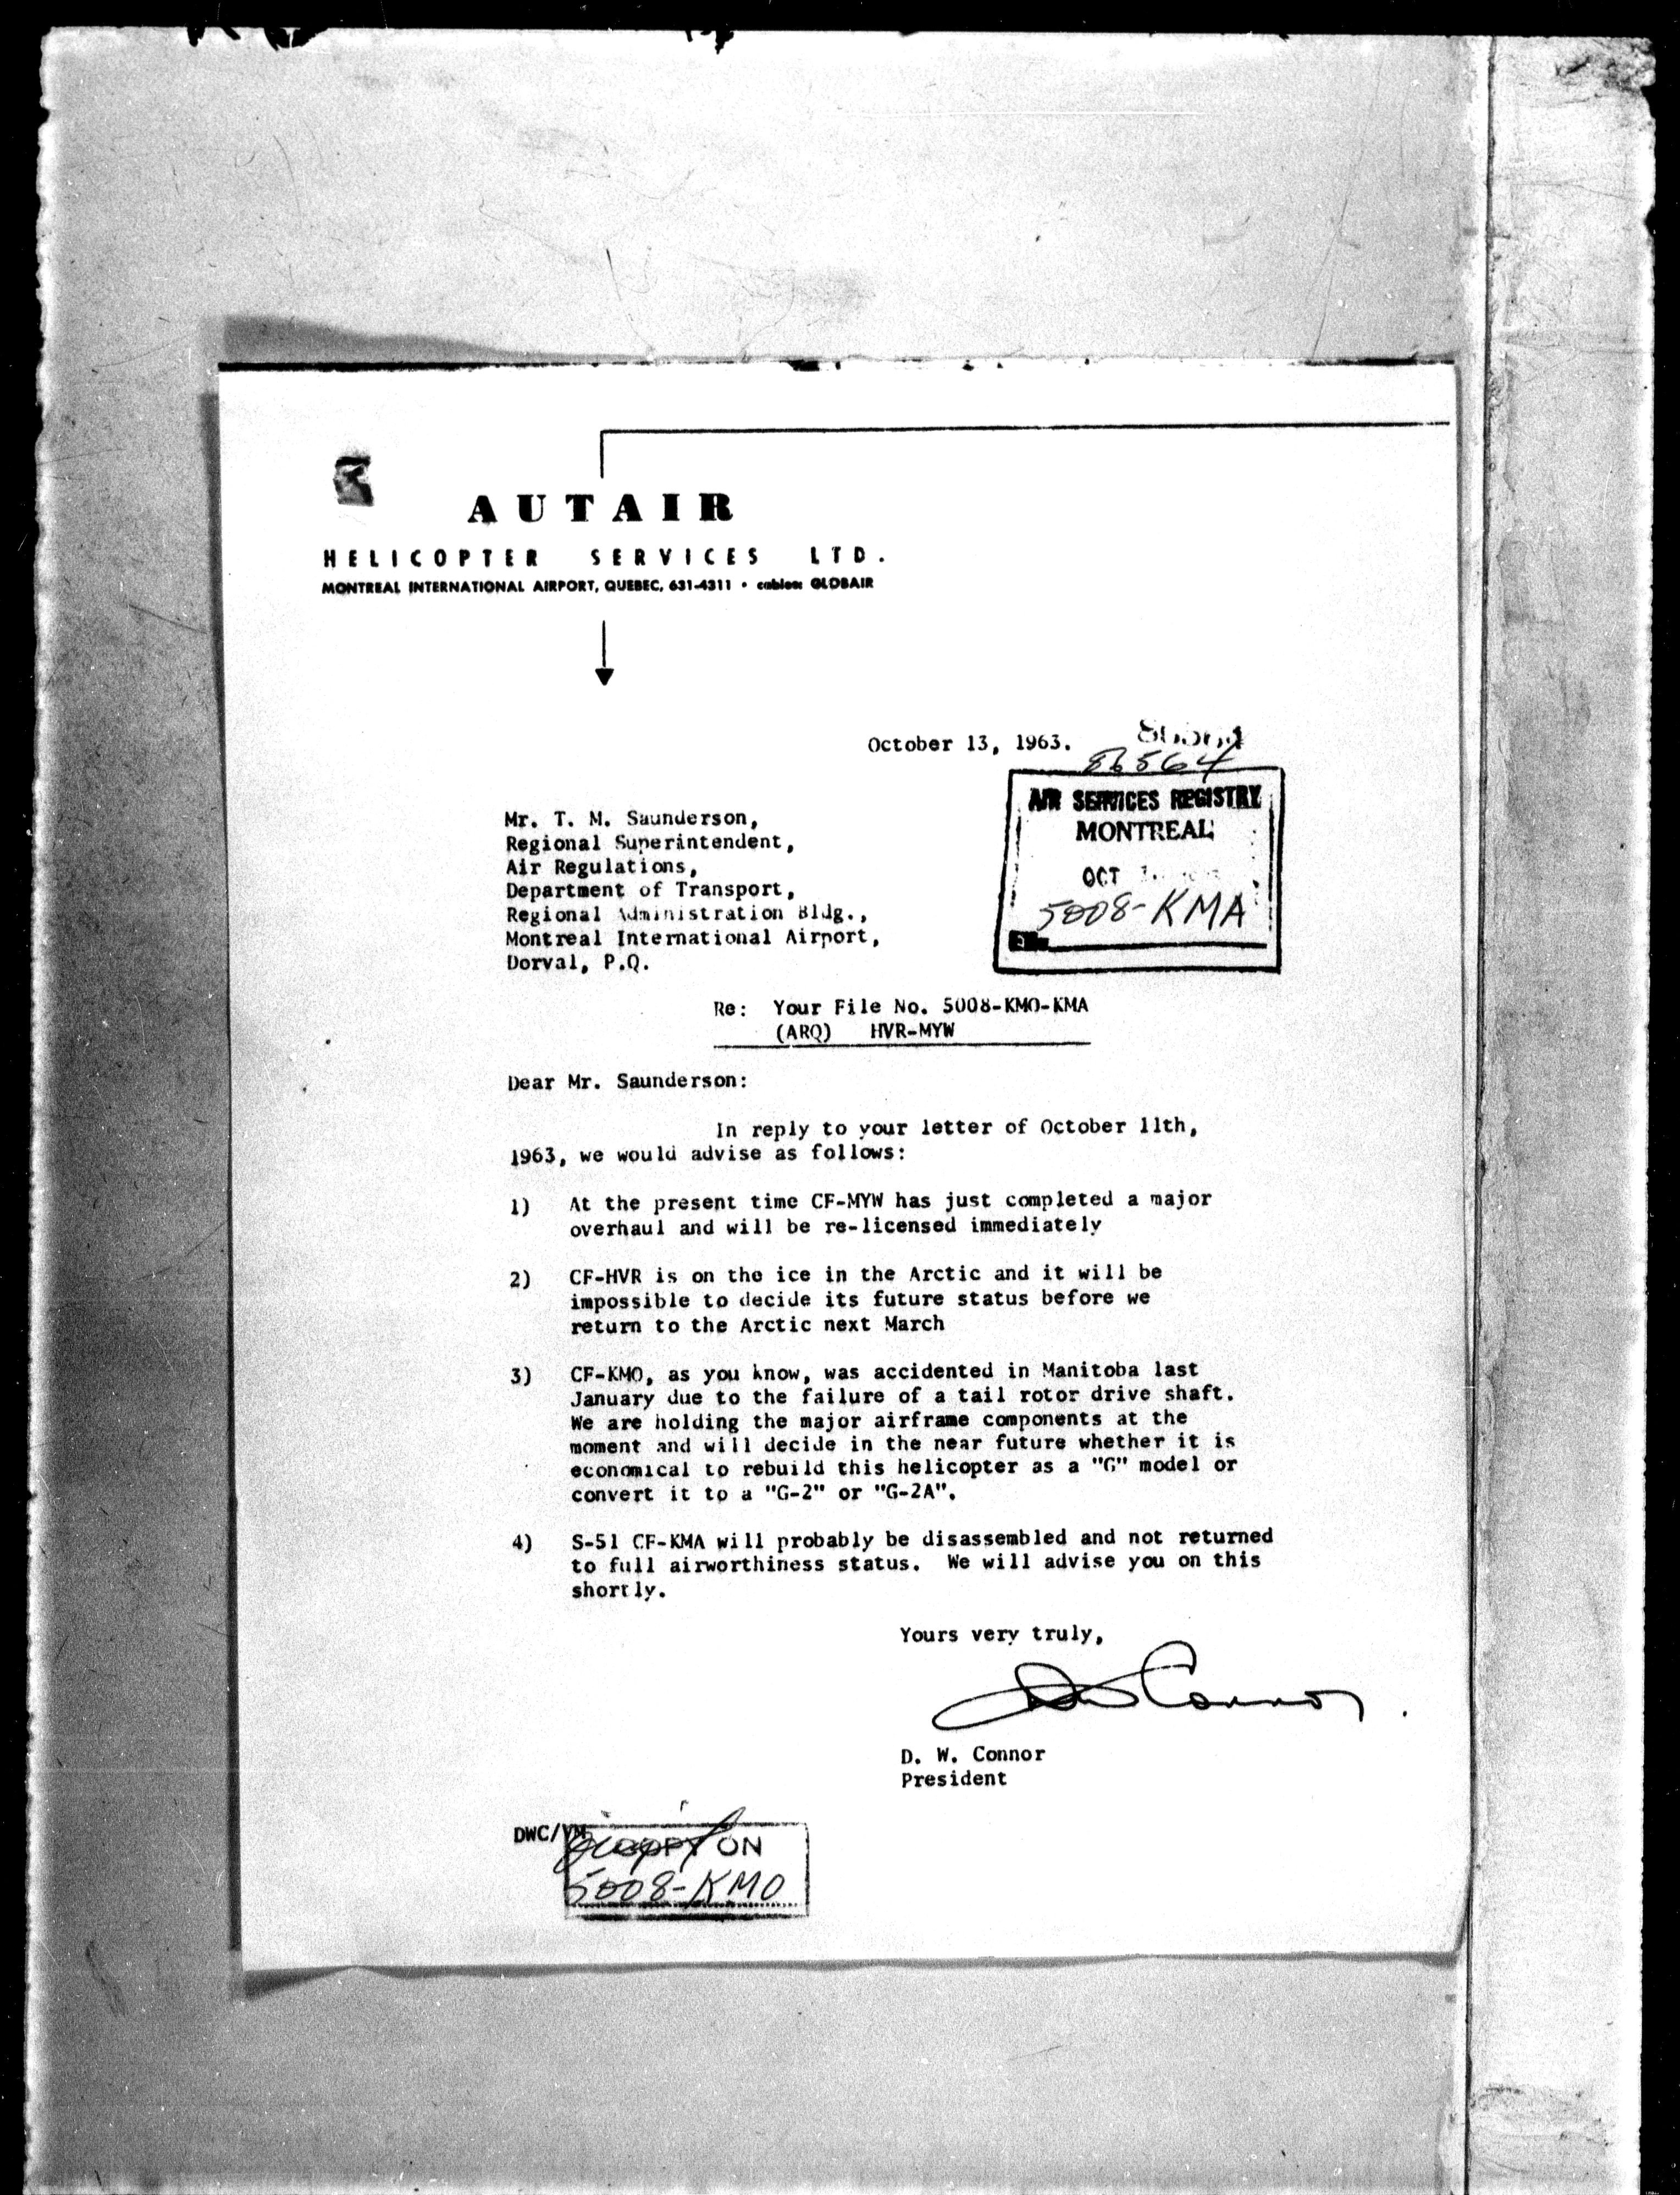 AUTAIR
HELICOPTER SERVICES LTD.
MONTREAL INTERNATIONAL AIRPORT, QUEBEC, 631-4311 • cables: GLOBAIR
October 13, 1963.
86564
AIR SERVICES REGISTRY
MONTREAL
OCT
5008-KMA
Mr. T. M. Saunderson,
Regional Superintendent,
Air Regulations,
Department of Transport,
Regional Administration Bldg.,
Montreal International Airport,
Dorval, P.Q.
Re: Your File No. 5008-KMO-KMA
(ARQ) HVR-MYW
Dear Mr. Saunderson:
In reply to your letter of October 11th,
1963, we would advise as follows:
1) At the present time CF-MYW has just completed a major
overhaul and will be re-licensed immediately
2) CF-HVR is on the ice in the Arctic and it will be
impossible to decide its future status before we
return to the Arctic next March
3) CF-KMO, as you know, was accidented in Manitoba last
January due to the failure of a tail rotor drive shaft.
We are holding the major airframe components at the
moment and will decide in the near future whether it is
economical to rebuild this helicopter as a "G" model or
convert it to a "G-2" or "G-2A".
4) S-51 CF-KMA will probably be disassembled and not returned
to full airworthiness status. We will advise you on this
shortly.
Yours very truly,
D. W. Connor
President
DWC/VM
COPY ON
5008-KMO